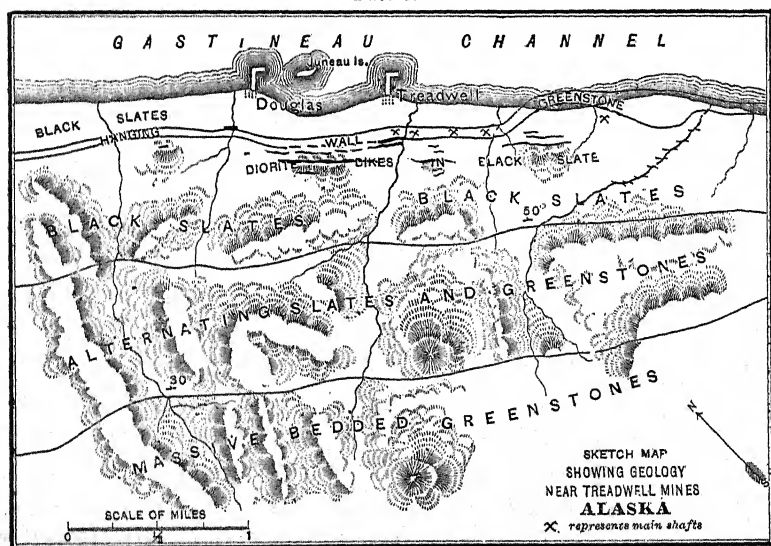 GASTINEAU CHANNEL
Juneau Is.
Douglas
Treadwell
GREENSTONE
BLACK SLATES
HANGING WALL
DIORITE DIKES IN ELACK SLATE
BLACK SLATES
BLACK SLATES
50°
ALTERNATING SLATES AND GREENSTONES
30
MASSIVE BEDDED GREENSTONES
N
S
SKETCH MAP
SHOWING GEOLOGY
NEAR TREADWELL MINES
ALASKA
X. represents main shafts
SCALE OF MILES
0 ½ 1